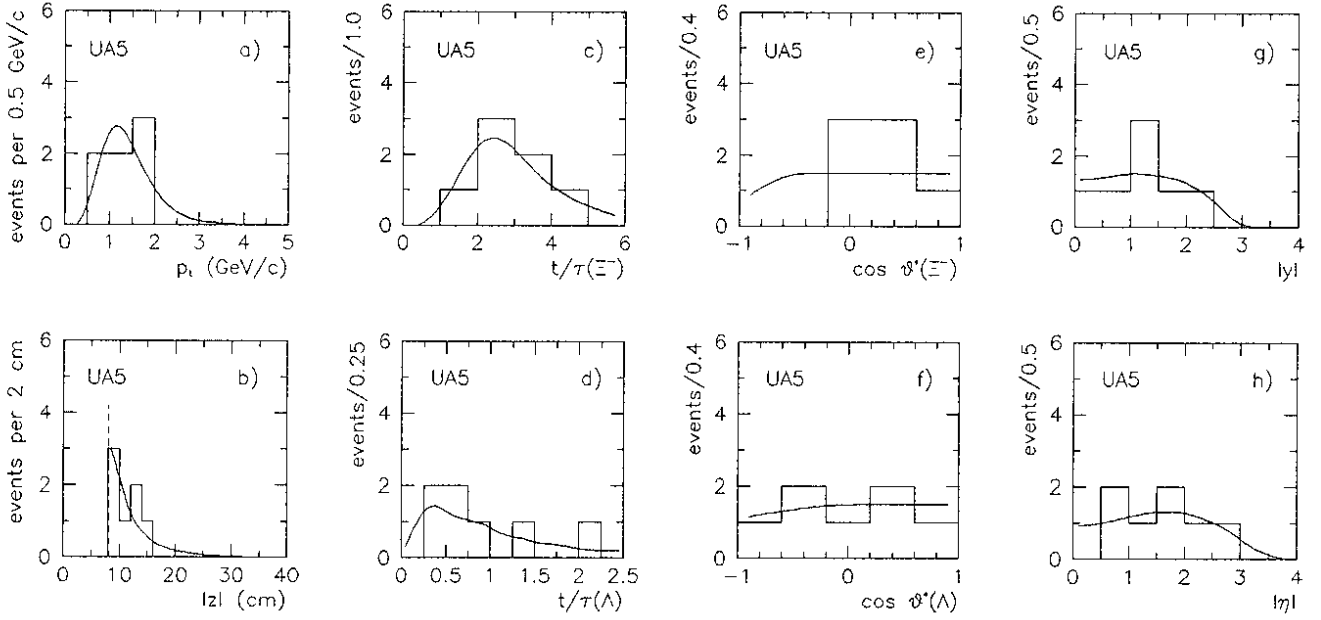 events per 0.5 GeV/c
6
4
2
0
UA5
a)
0 1 2 3 4 5
pₜ (GeV/c)
events/1.0
6
4
2
0
UA5
c)
0 2 4 6
t/τ(Ξ⁻)
events/0.4
6
4
2
0
UA5
e)
−1 0 1
cos ϑ*(Ξ⁻)
events/0.5
6
4
2
0
UA5
g)
0 1 2 3 4
|y|
events per 2 cm
6
4
2
0
UA5
b)
0 10 20 30 40
|z| (cm)
events/0.25
6
4
2
0
UA5
d)
0.5 1 1.5 2 2.5
t/τ(Λ)
events/0.4
6
4
2
0
UA5
f)
−1 0 1
cos ϑ*(Λ)
events/0.5
6
4
2
0
UA5
h)
0 1 2 3 4
|η|